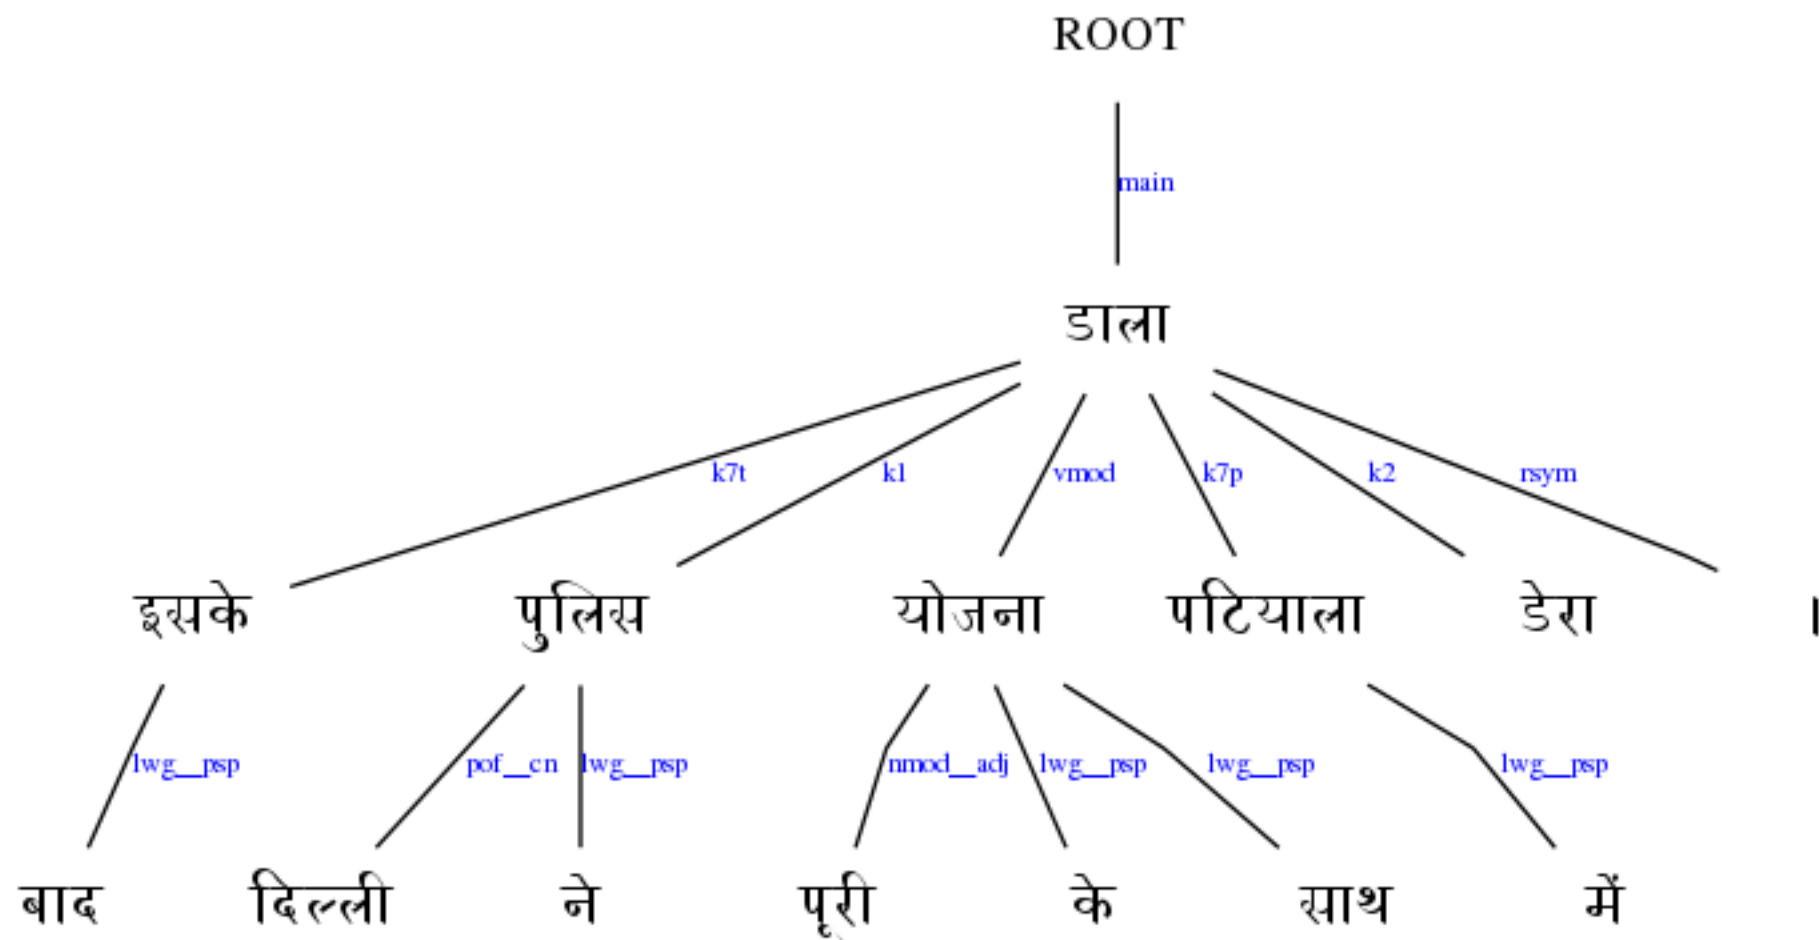 ROOT
main
डाला
k7t k1 vmod k7p k2 rsym
इसके पुलिस योजना पटियाला डेरा ।
lwg__psp pof__cn lwg__psp nmod__adj lwg__psp lwg__psp lwg__psp
बाद दिल्ली ने पूरी के साथ में